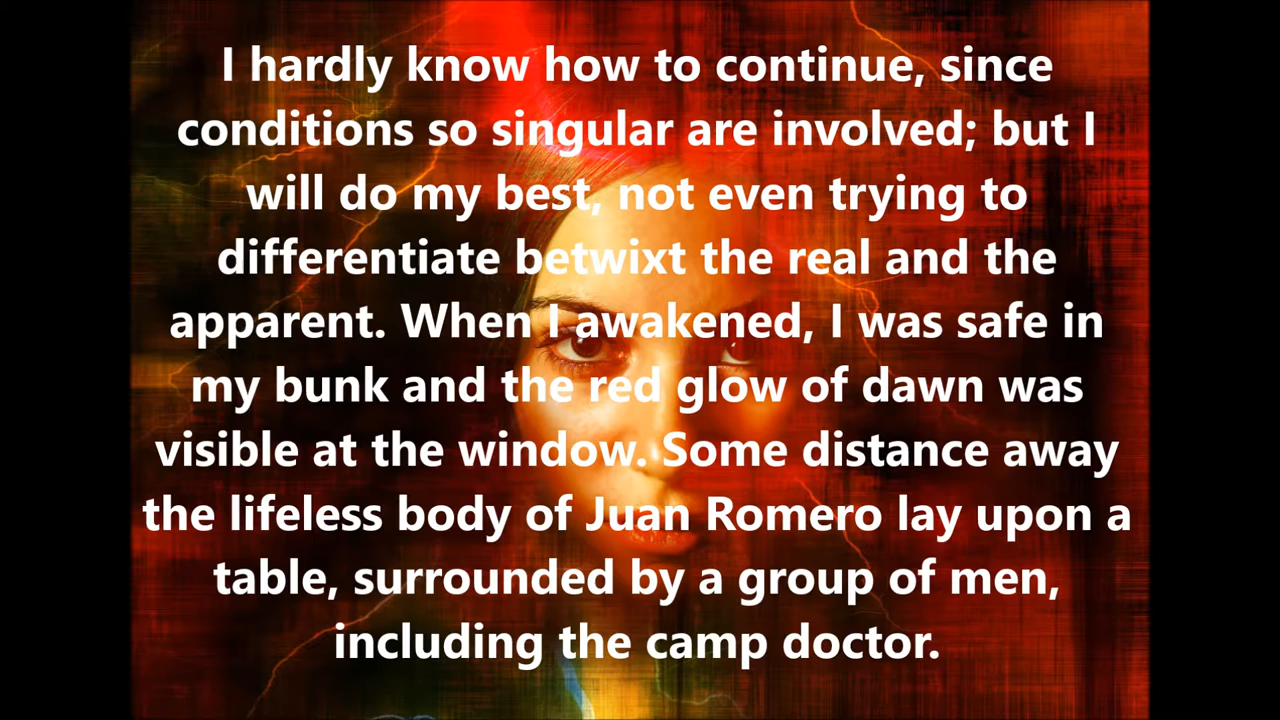 I hardly know how to continue, since
conditions so singular are involved; but I
will do my best, not even trying to
differentiate betwixt the real and the
apparent. When I awakened, I was safe in
my bunk and the red glow of dawn was
visible at the window. Some distance away
the lifeless body of Juan Romero lay upon a
table, surrounded by a group of men,
including the camp doctor.